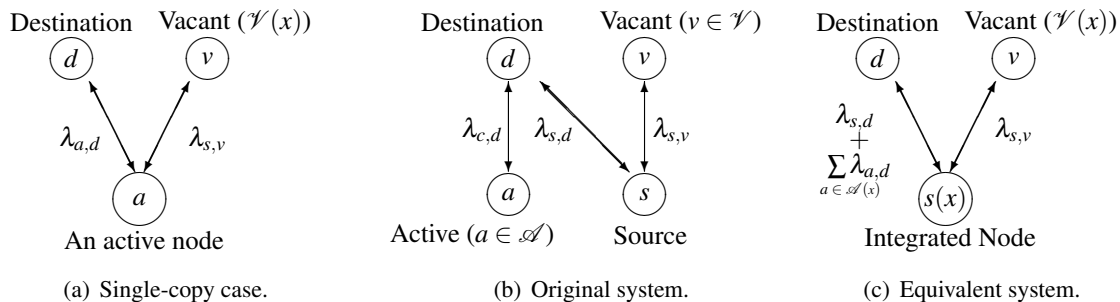 Destination Vacant (𝒱(x)) Destination Vacant (v ∈ 𝒱) Destination Vacant (𝒱(x))
d v d v d v
λa,d λs,v λc,d λs,d λs,v λs,d + ∑ a ∈ 𝒜(x) λa,d λs,v
a a s s(x)
An active node Active (a ∈ 𝒜) Source Integrated Node
(a) Single-copy case. (b) Original system. (c) Equivalent system.